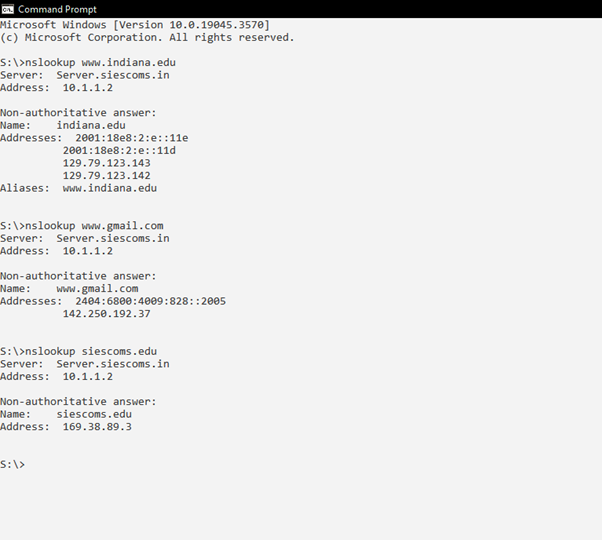 Command Prompt
Microsoft Windows [Version 10.0.19045.3570]
(c) Microsoft Corporation. All rights reserved.
S:\>nslookup www.indiana.edu
Server:  Server.siescoms.in
Address:  10.1.1.2
Non-authoritative answer:
Name:    indiana.edu
Addresses:  2001:18e8:2:e::11e
          2001:18e8:2:e::11d
          129.79.123.143
          129.79.123.142
Aliases:  www.indiana.edu
S:\>nslookup www.gmail.com
Server:  Server.siescoms.in
Address:  10.1.1.2
Non-authoritative answer:
Name:    www.gmail.com
Addresses:  2404:6800:4009:828::2005
          142.250.192.37
S:\>nslookup siescoms.edu
Server:  Server.siescoms.in
Address:  10.1.1.2
Non-authoritative answer:
Name:    siescoms.edu
Address:  169.38.89.3
S:\>